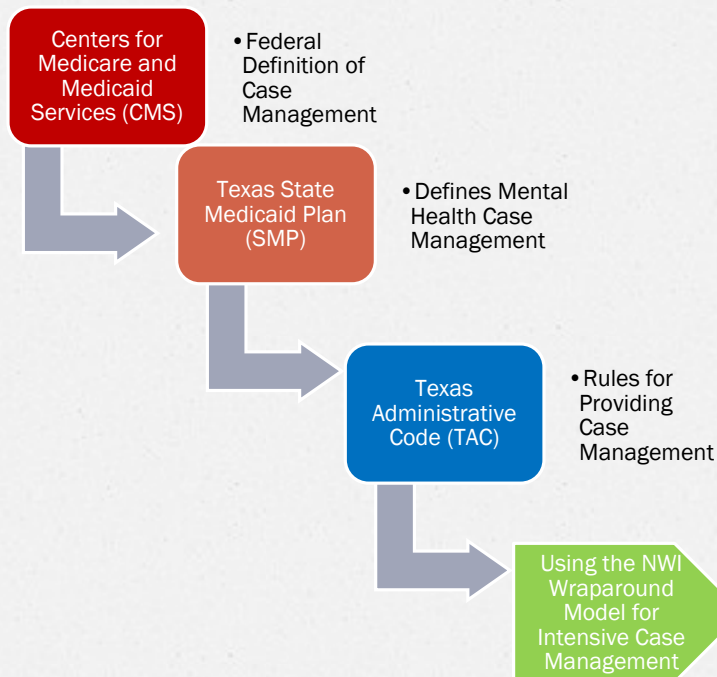 Centers for
Medicare and
Medicaid
Services (CMS)
•Federal
Definition of
Case
Management
Texas State
Medicaid Plan
(SMP)
•Defines Mental
Health Case
Management
Texas
Administrative
Code (TAC)
•Rules for
Providing
Case
Management
Using the NWI
Wraparound
Model for
Intensive Case
Management